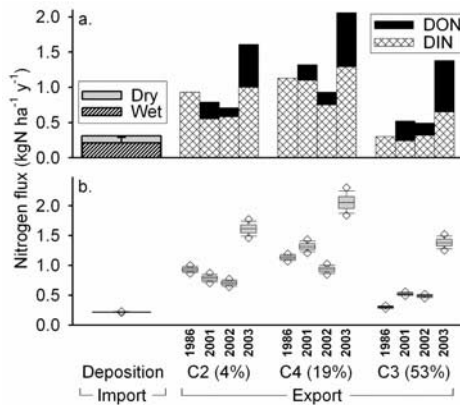 a.
DON
DIN
Dry
Wet
2.0
1.5
1.0
0.5
0.0
Nitrogen flux (kgN ha⁻¹ y⁻¹)
b.
2.0
1.5
1.0
0.5
0.0
1986 2001 2002 2003 1986 2001 2002 2003 1986 2001 2002 2003
Deposition C2 (4%) C4 (19%) C3 (53%)
Import Export